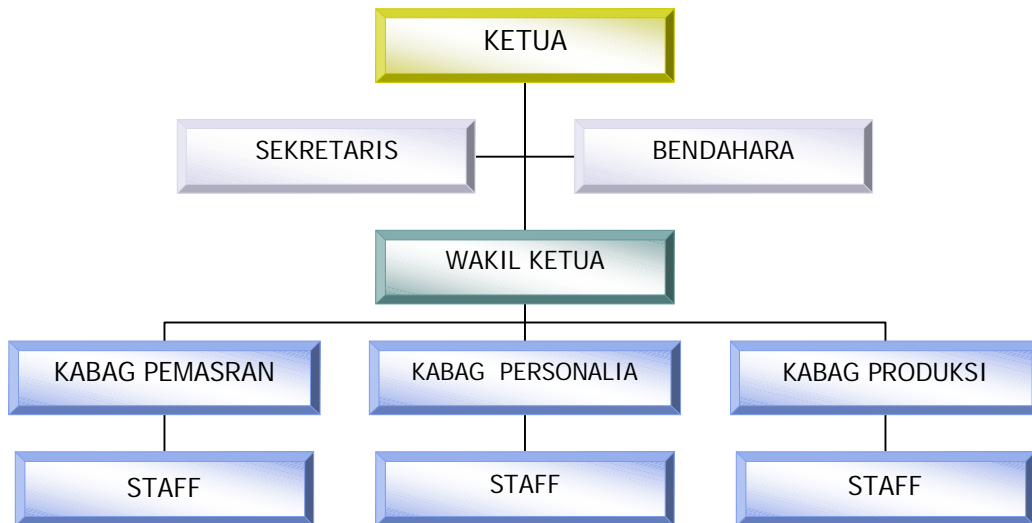 KETUA
SEKRETARIS
BENDAHARA
WAKIL KETUA
KABAG PEMASRAN
KABAG PERSONALIA
KABAG PRODUKSI
STAFF
STAFF
STAFF